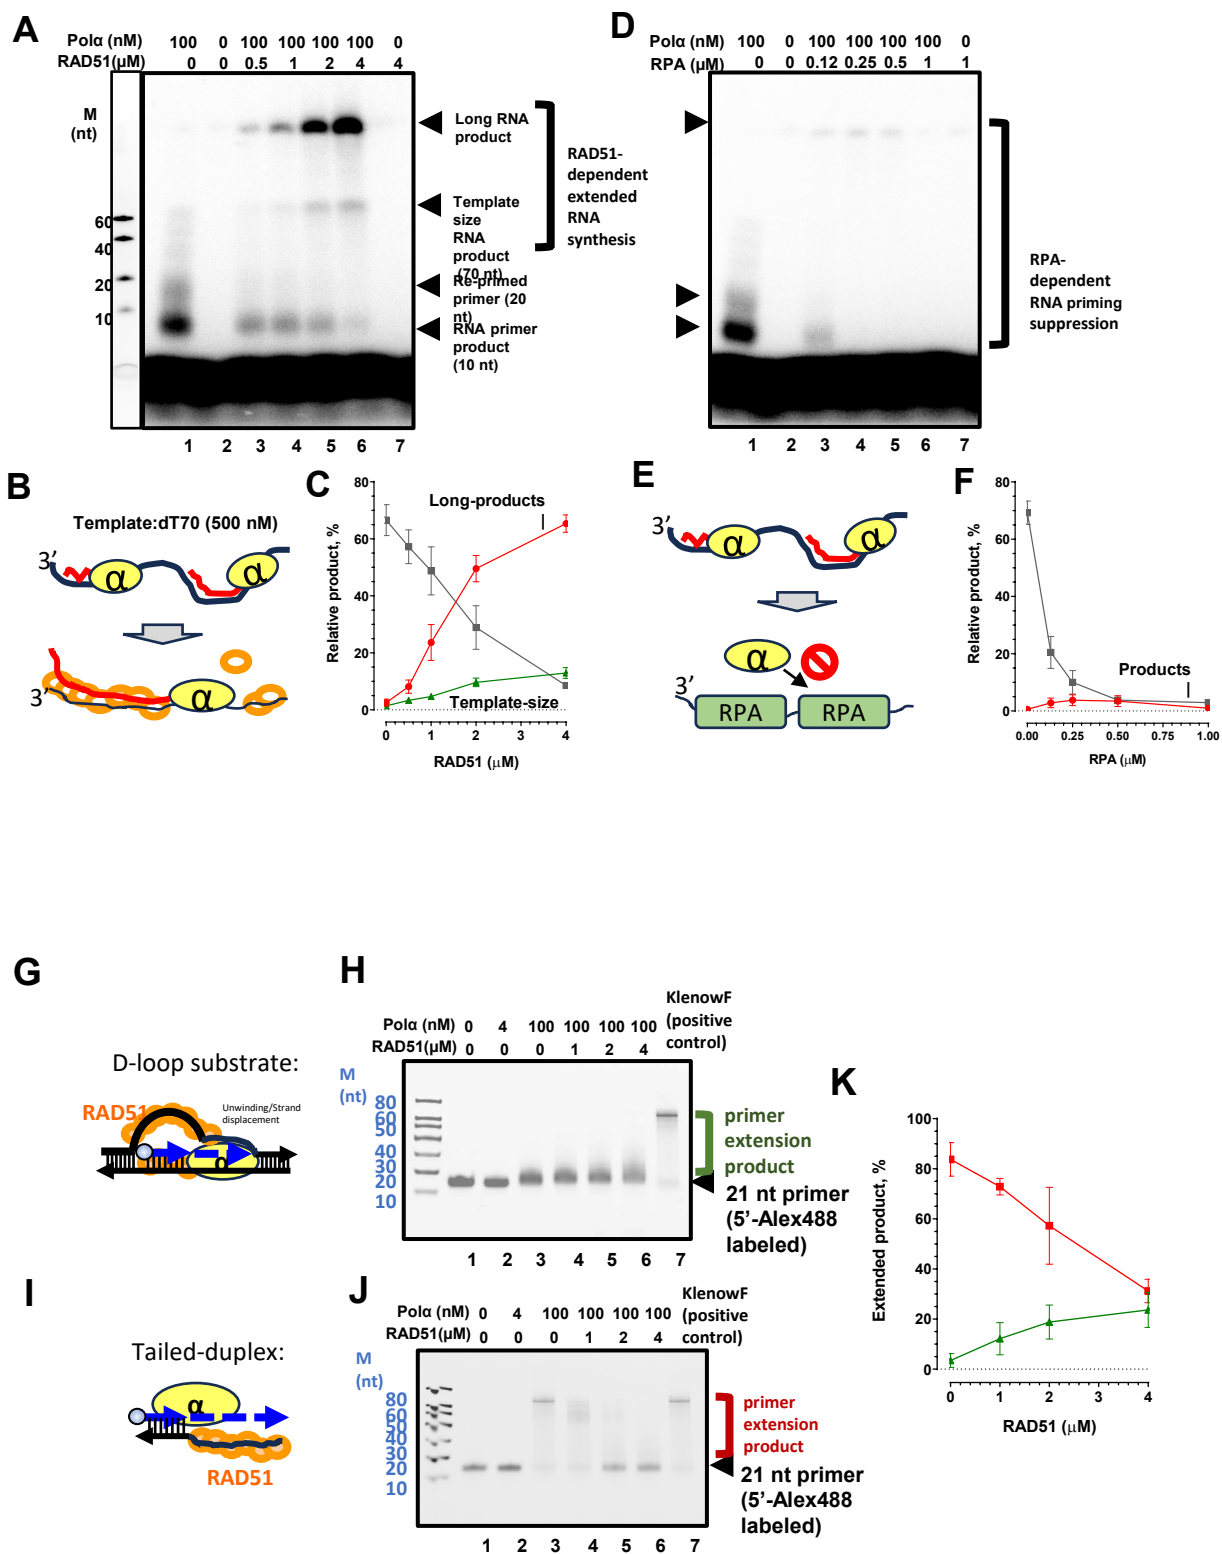 A
Polα (nM) 100 0 100 100 100 100 0
RAD51(μM) 0 0 0.5 1 2 4 4
M
(nt)
60
40
20
10
Long RNA
product
Template
size
RNA
product
(70 nt)
Re-primed
primer (20
nt)
RNA primer
product
(10 nt)
RAD51-
dependent
extended
RNA
synthesis
1 2 3 4 5 6 7
D
Polα (nM) 100 0 100 100 100 100 0
RPA (μM) 0 0 0.12 0.25 0.5 1 1
RPA-
dependent
RNA priming
suppression
1 2 3 4 5 6 7
B
Template:dT70 (500 nM)
3’
α
α
3’
α
C
Relative product, %
80
60
40
20
0
Long-products
Template-size
0 1 2 3 4
RAD51 (μM)
E
3’
α
α
α
3’
RPA
RPA
F
Relative product, %
80
60
40
20
0
Products
0.00 0.25 0.50 0.75 1.00
RPA (μM)
G
D-loop substrate:
RAD51
Unwinding/Strand
displacement
α
H
Polα (nM) 0 4 100 100 100 100
RAD51(μM) 0 0 0 1 2 4
KlenowF
(positive
control)
M
(nt)
80
60
50
40
30
20
10
primer
extension
product
21 nt primer
(5’-Alex488
labeled)
1 2 3 4 5 6 7
I
Tailed-duplex:
α
RAD51
J
Polα (nM) 0 4 100 100 100 100
RAD51(μM) 0 0 0 1 2 4
KlenowF
(positive
control)
M
(nt)
80
60
50
40
30
20
10
primer
extension
product
21 nt primer
(5’-Alex488
labeled)
1 2 3 4 5 6 7
K
Extended product, %
100
80
60
40
20
0
0 1 2 3 4
RAD51 (μM)